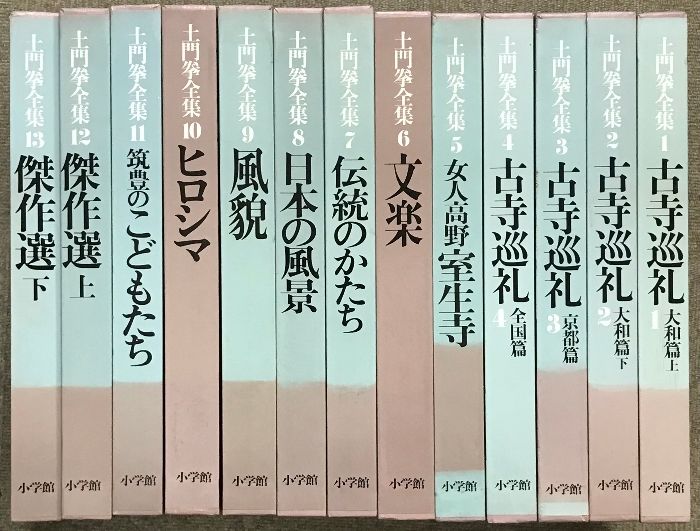 土門拳全集 1 古寺巡礼 1 大和篇 上 小学館
土門拳全集 2 古寺巡礼 2 大和篇 下 小学館
土門拳全集 3 古寺巡礼 3 京都篇 小学館
土門拳全集 4 古寺巡礼 4 全国篇 小学館
土門拳全集 5 女人高野室生寺 小学館
土門拳全集 6 文楽 小学館
土門拳全集 7 伝統のかたち 小学館
土門拳全集 8 日本の風景 小学館
土門拳全集 9 風貌 小学館
土門拳全集 10 ヒロシマ 小学館
土門拳全集 11 筑豊のこどもたち 小学館
土門拳全集 12 傑作選 上 小学館
土門拳全集 13 傑作選 下 小学館